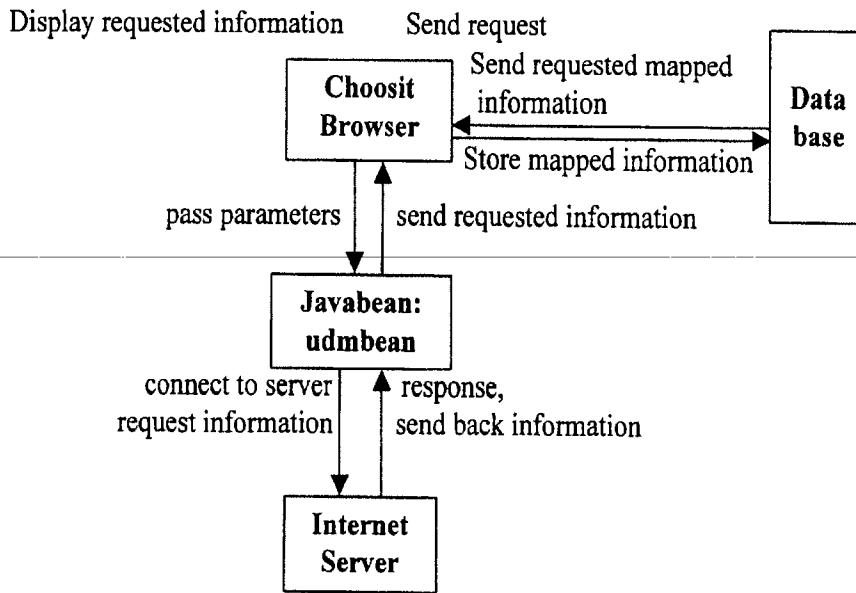 Display requested information
Send request
Choosit
Browser
Send requested mapped
information
Data
base
Store mapped information
pass parameters
send requested information
Javabean:
udmbean
connect to server
request information
response,
send back information
Internet
Server